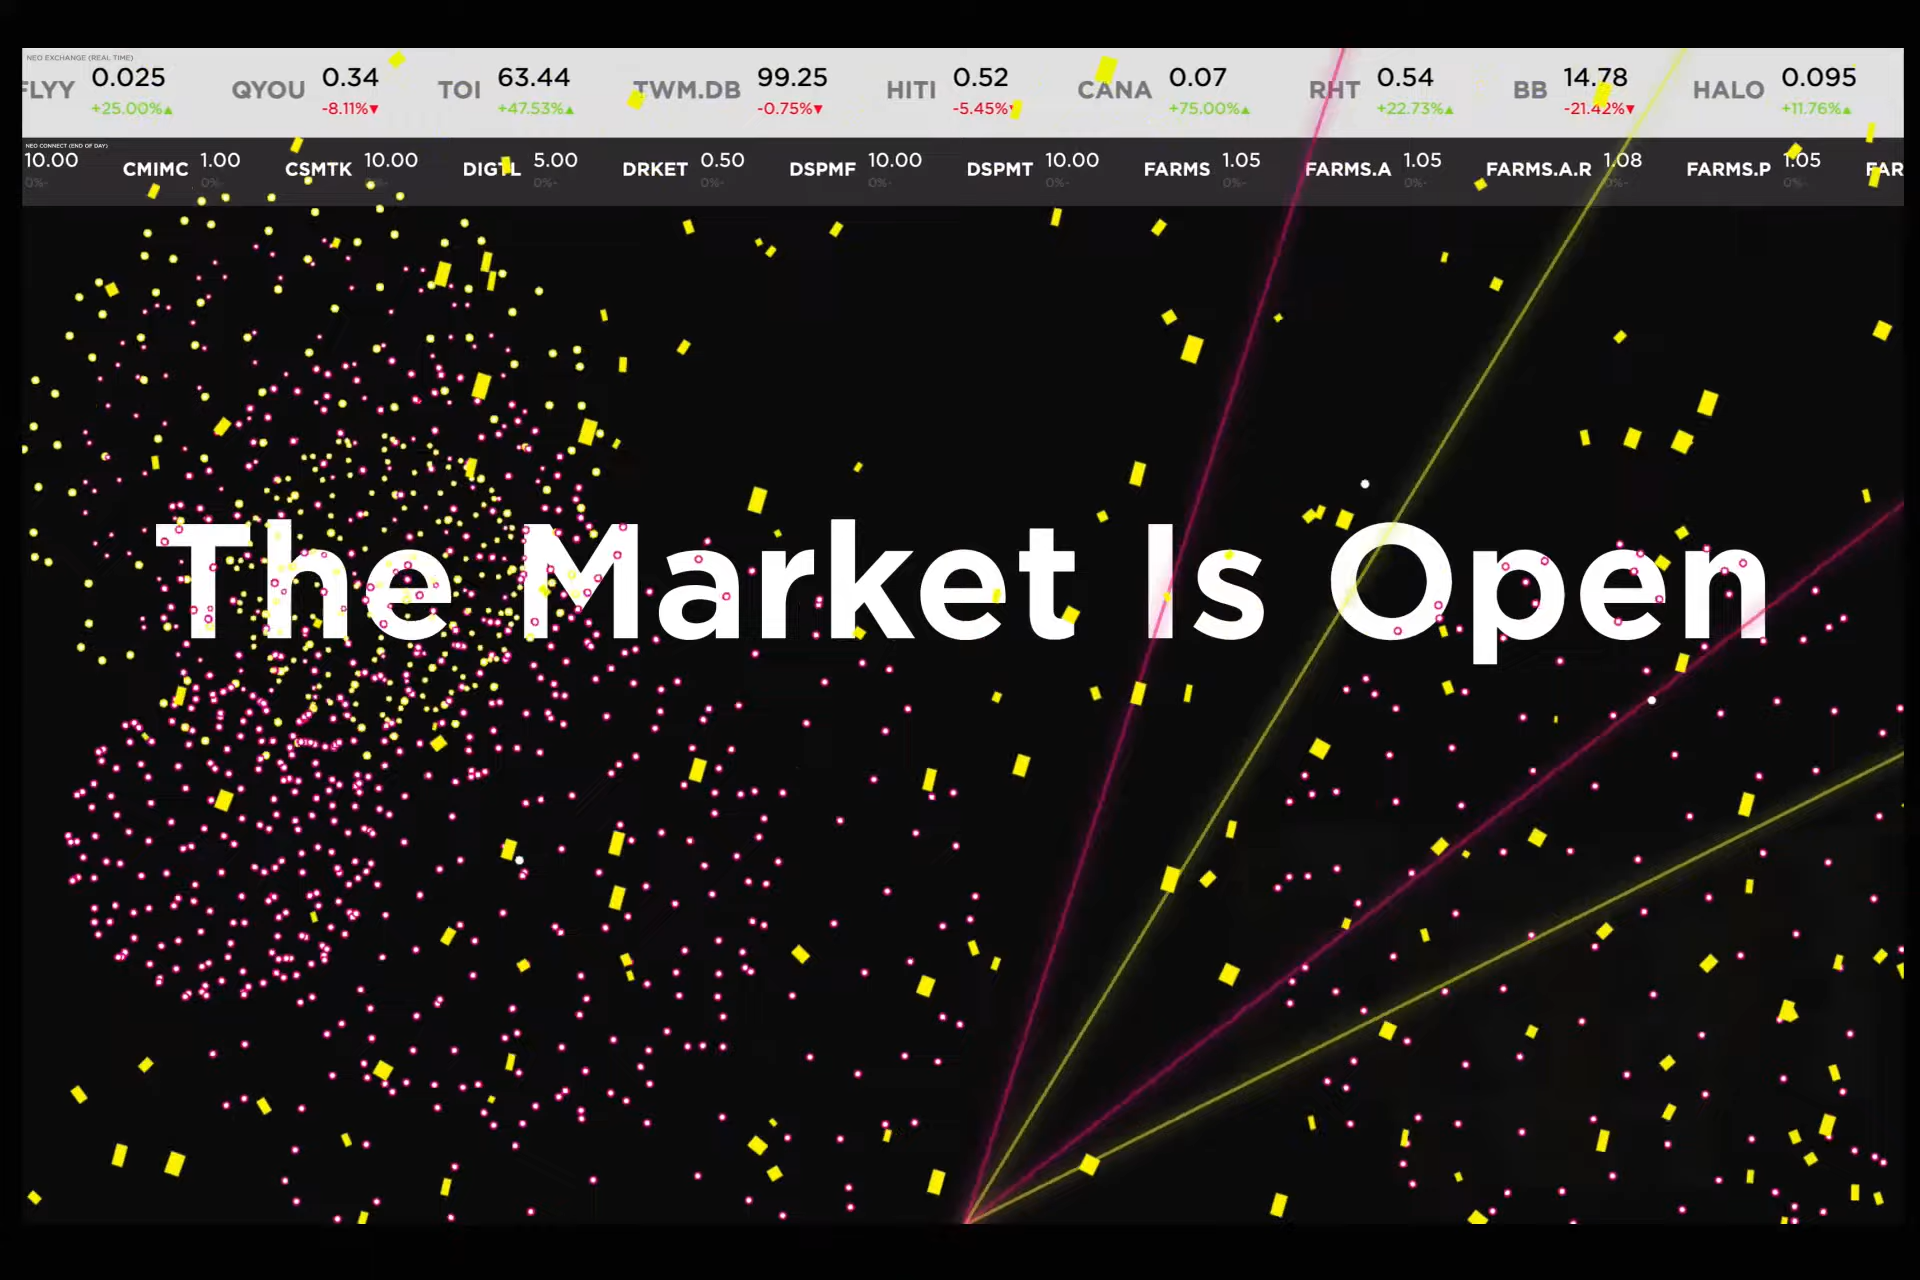 NEO EXCHANGE (REAL TIME)
FLYY 0.025 QYOU 0.34 TOI 63.44 TWM.DB 99.25 HITI 0.52 CANA 0.07 RHT 0.54 BB 14.78 HALO 0.095
+25.00%▲ -8.11%▼ +47.53%▲ -0.75%▼ -5.45%▼ +75.00%▲ +22.73%▲ -21.42%▼ +11.76%▲
NEO CONNECT (END OF DAY)
10.00 CMIMC 1.00 CSMTK 10.00 DIGTL 5.00 DRKET 0.50 DSPMF 10.00 DSPMT 10.00 FARMS 1.05 FARMS.A 1.05 FARMS.A.R 1.08 FARMS.P 1.05 FAR
0%- 0%- 0%- 0%- 0%- 0%- 0%- 0%- 0%- 0%- 0%-
The Market Is Open